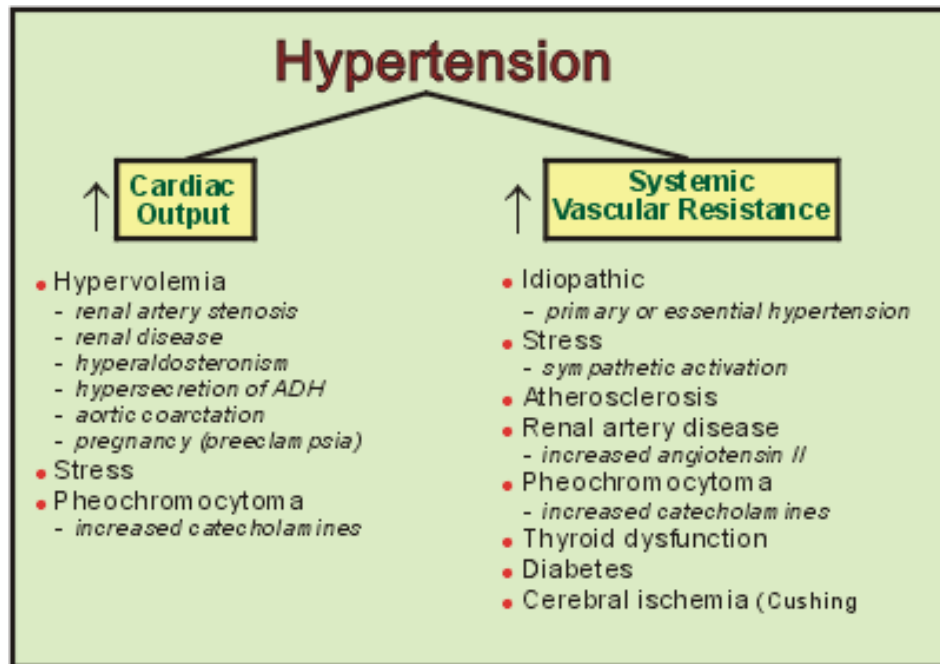 Hypertension
↑ Cardiac
Output
• Hypervolemia
- renal artery stenosis
- renal disease
- hyperaldosteronism
- hypersecretion of ADH
- aortic coarctation
- pregnancy (preeclampsia)
• Stress
• Pheochromocytoma
- increased catecholamines
↑ Systemic
Vascular Resistance
• Idiopathic
- primary or essential hypertension
• Stress
- sympathetic activation
• Atherosclerosis
• Renal artery disease
- increased angiotensin II
• Pheochromocytoma
- increased catecholamines
• Thyroid dysfunction
• Diabetes
• Cerebral ischemia (Cushing